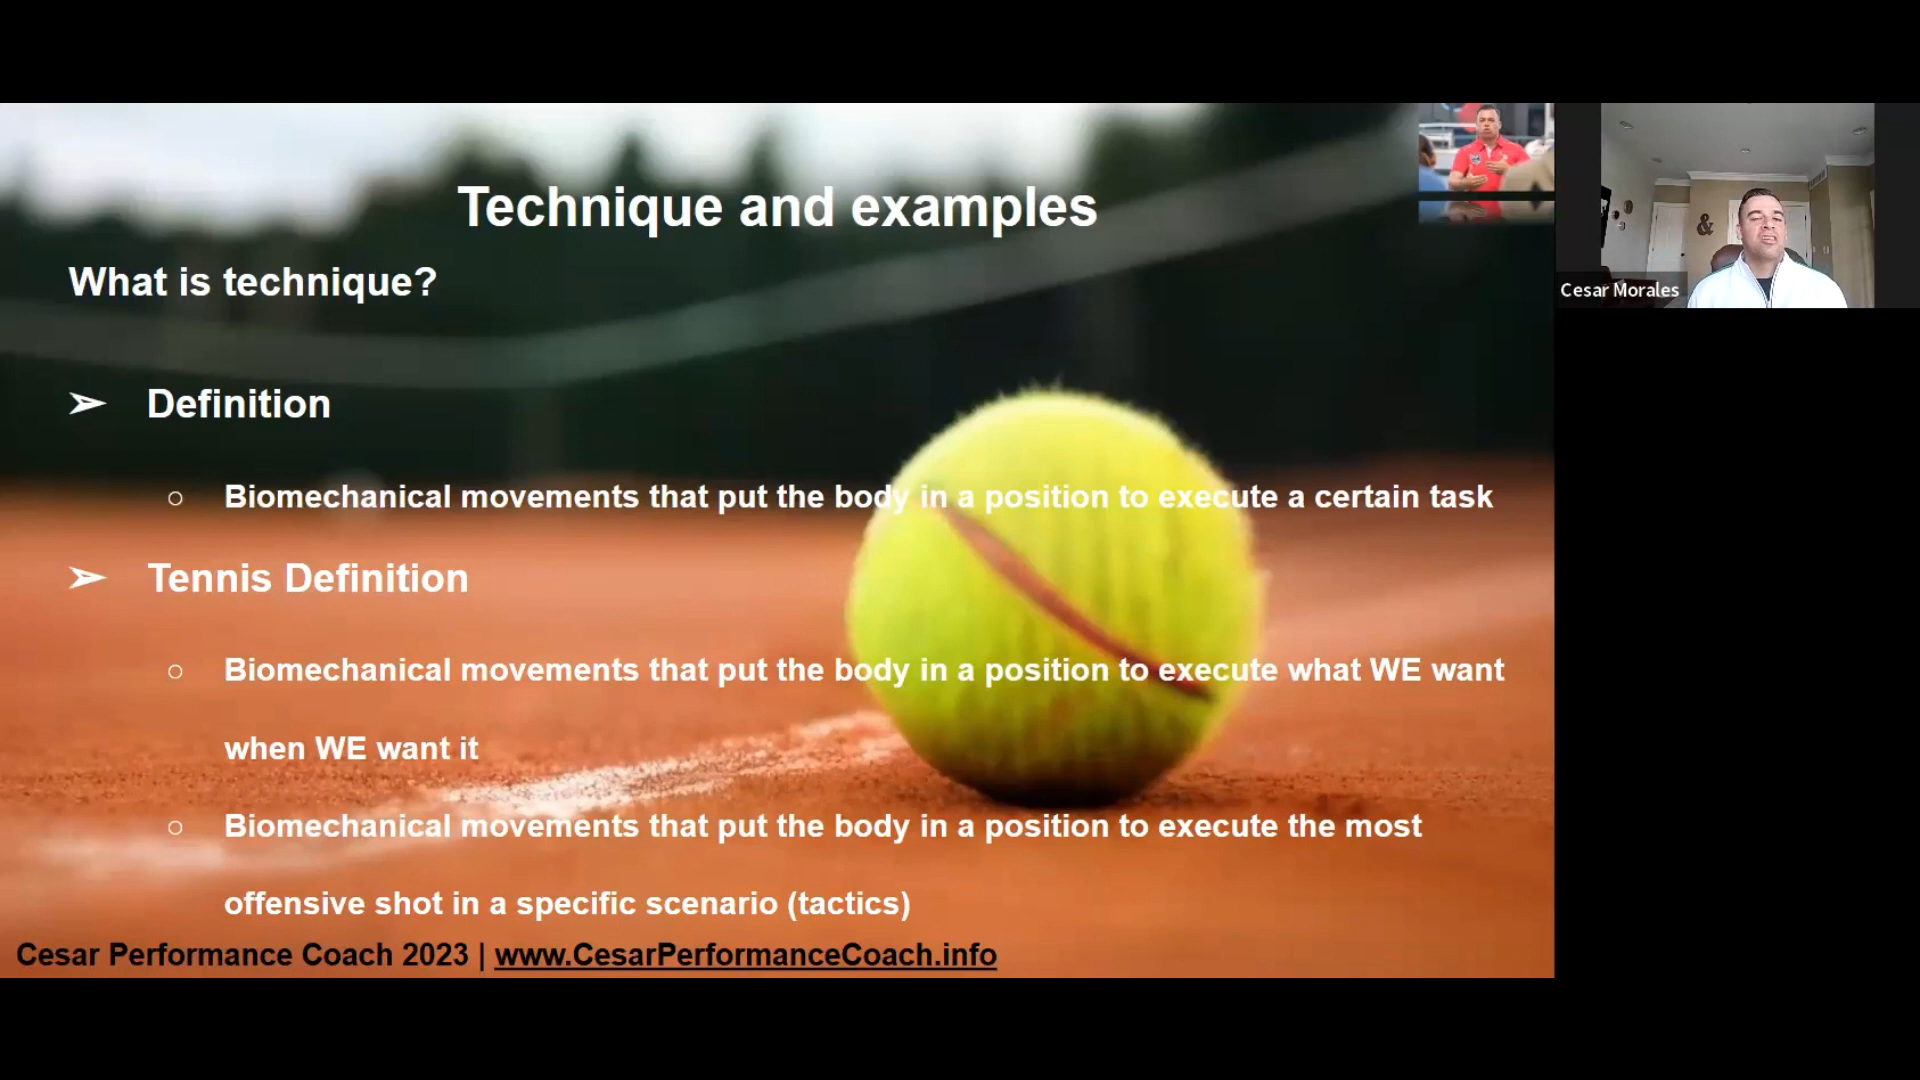 Technique and examples
What is technique?
➢ Definition
○ Biomechanical movements that put the body in a position to execute a certain task
➢ Tennis Definition
○ Biomechanical movements that put the body in a position to execute what WE want
when WE want it
○ Biomechanical movements that put the body in a position to execute the most
offensive shot in a specific scenario (tactics)
Cesar Performance Coach 2023 | www.CesarPerformanceCoach.info
&
Cesar Morales